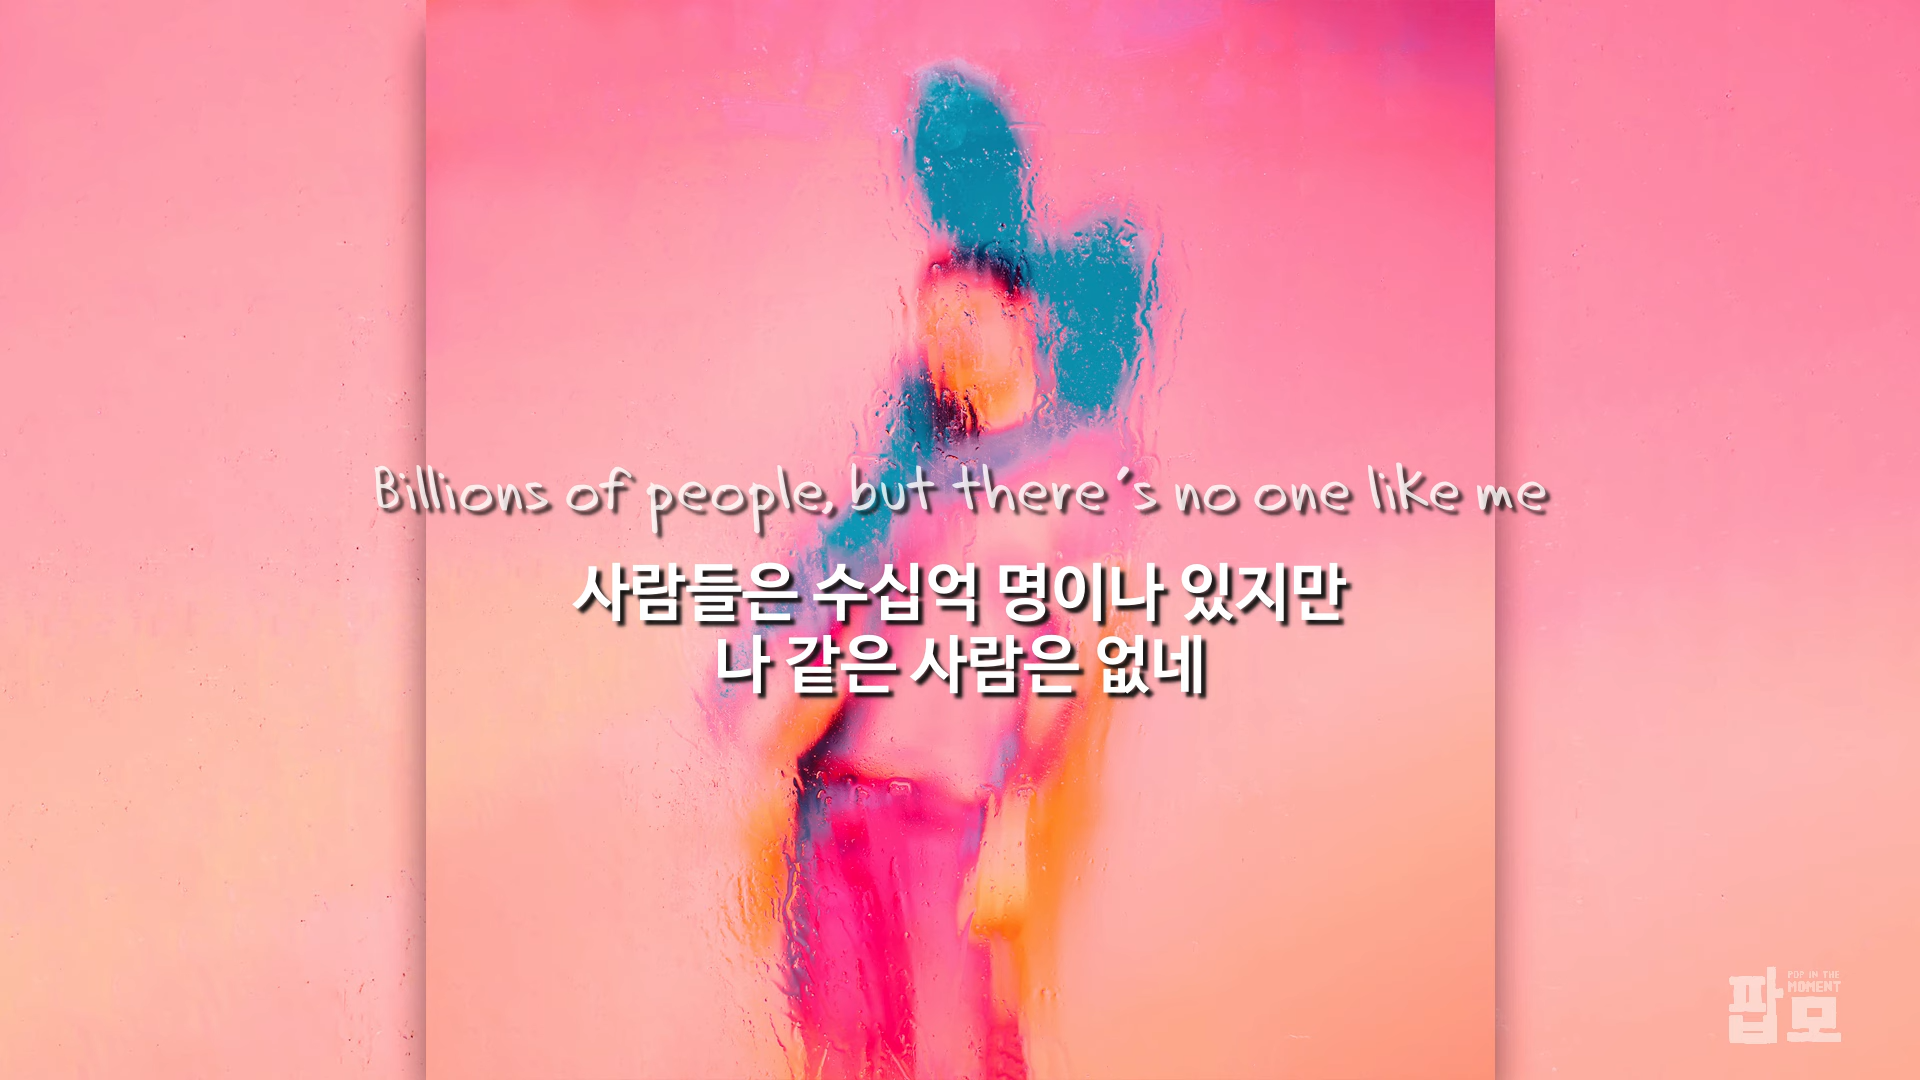 Billions of people, but there's no one like me
사람들은 수십억 명이나 있지만
나 같은 사람은 없네
팝모
POP IN THE
MOMENT